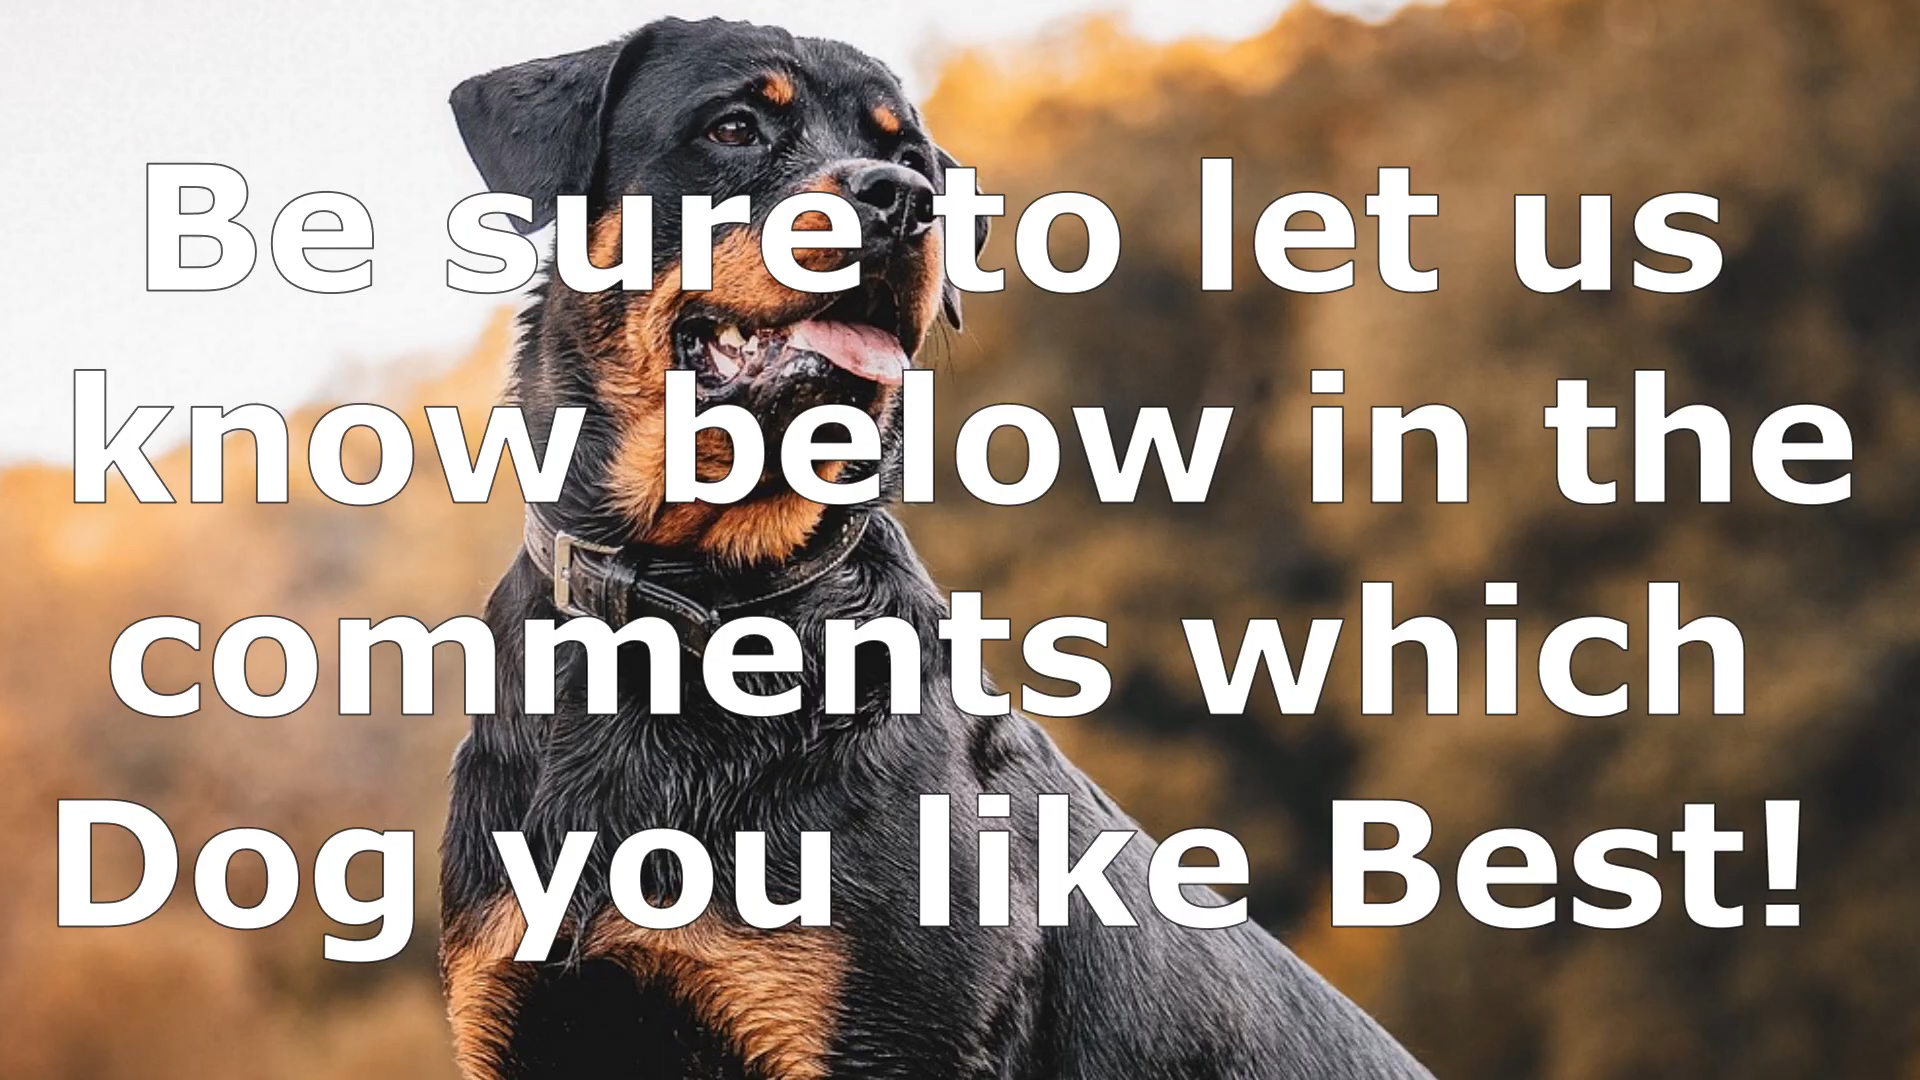 Be sure to let us
know below in the
comments which
Dog you like Best!